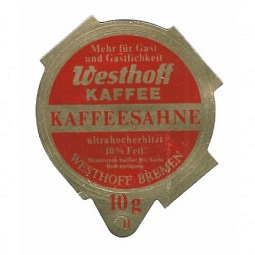 Mehr für Gast
und Gastlichkeit
Westhoff
KAFFEE
KAFFEESAHNE
ultrahocherhitzt
10% Fett
WESTHOFF BREMEN
10g